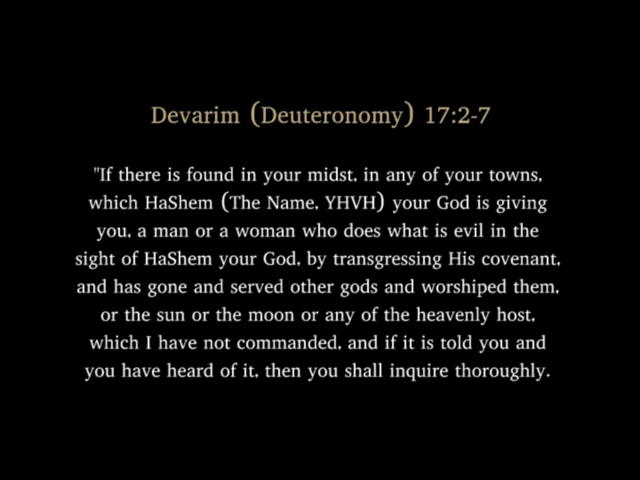 Devarim (Deuteronomy) 17:2-7
"If there is found in your midst, in any of your towns,
which HaShem (The Name, YHVH) your God is giving
you, a man or a woman who does what is evil in the
sight of HaShem your God, by transgressing His covenant,
and has gone and served other gods and worshiped them,
or the sun or the moon or any of the heavenly host,
which I have not commanded, and if it is told you and
you have heard of it, then you shall inquire thoroughly.